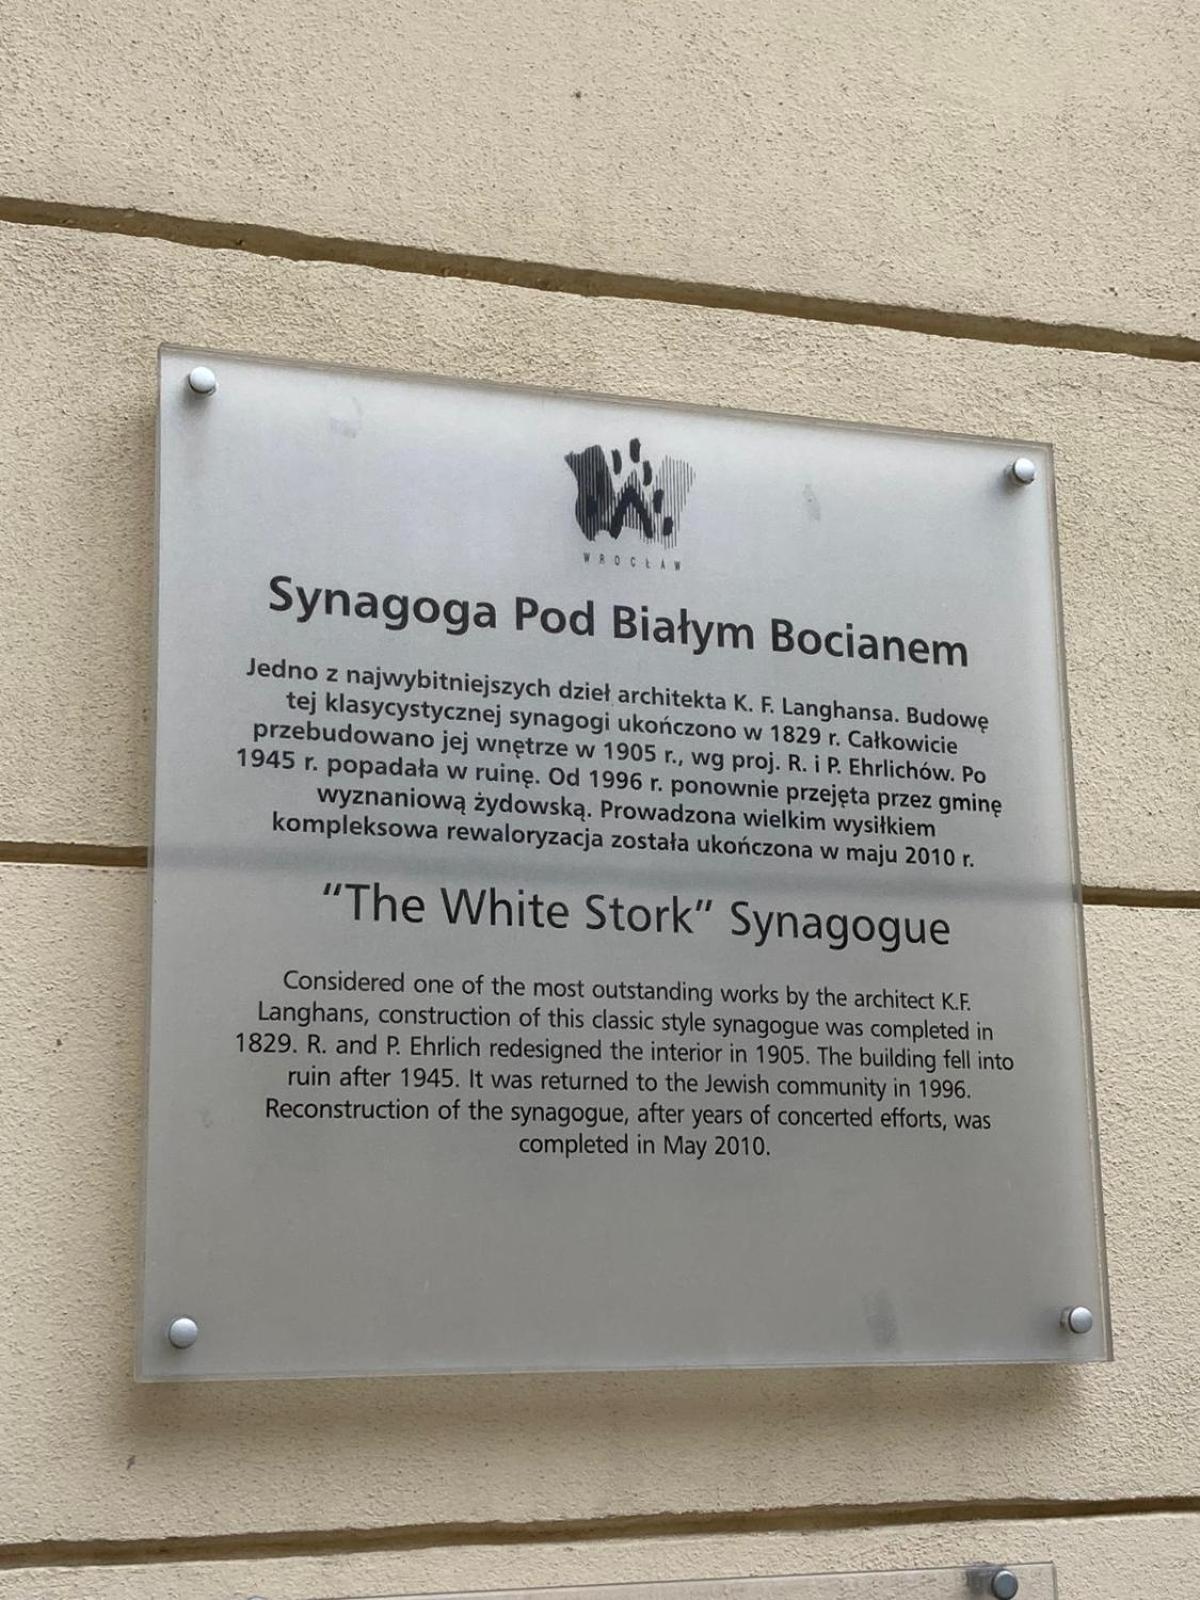 WROCŁAW
Synagoga Pod Białym Bocianem
Jedno z najwybitniejszych dzieł architekta K. F. Langhansa. Budowę
tej klasycystycznej synagogi ukończono w 1829 r. Całkowicie
przebudowano jej wnętrze w 1905 r., wg proj. R. i P. Ehrlichów. Po
1945 r. popadała w ruinę. Od 1996 r. ponownie przejęta przez gminę
wyznaniową żydowską. Prowadzona wielkim wysiłkiem
kompleksowa rewaloryzacja została ukończona w maju 2010 r.
"The White Stork" Synagogue
Considered one of the most outstanding works by the architect K.F.
Langhans, construction of this classic style synagogue was completed in
1829. R. and P. Ehrlich redesigned the interior in 1905. The building fell into
ruin after 1945. It was returned to the Jewish community in 1996.
Reconstruction of the synagogue, after years of concerted efforts, was
completed in May 2010.